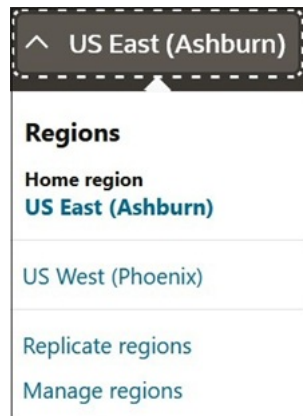 US East (Ashburn)
Regions
Home region
US East (Ashburn)
US West (Phoenix)
Replicate regions
Manage regions